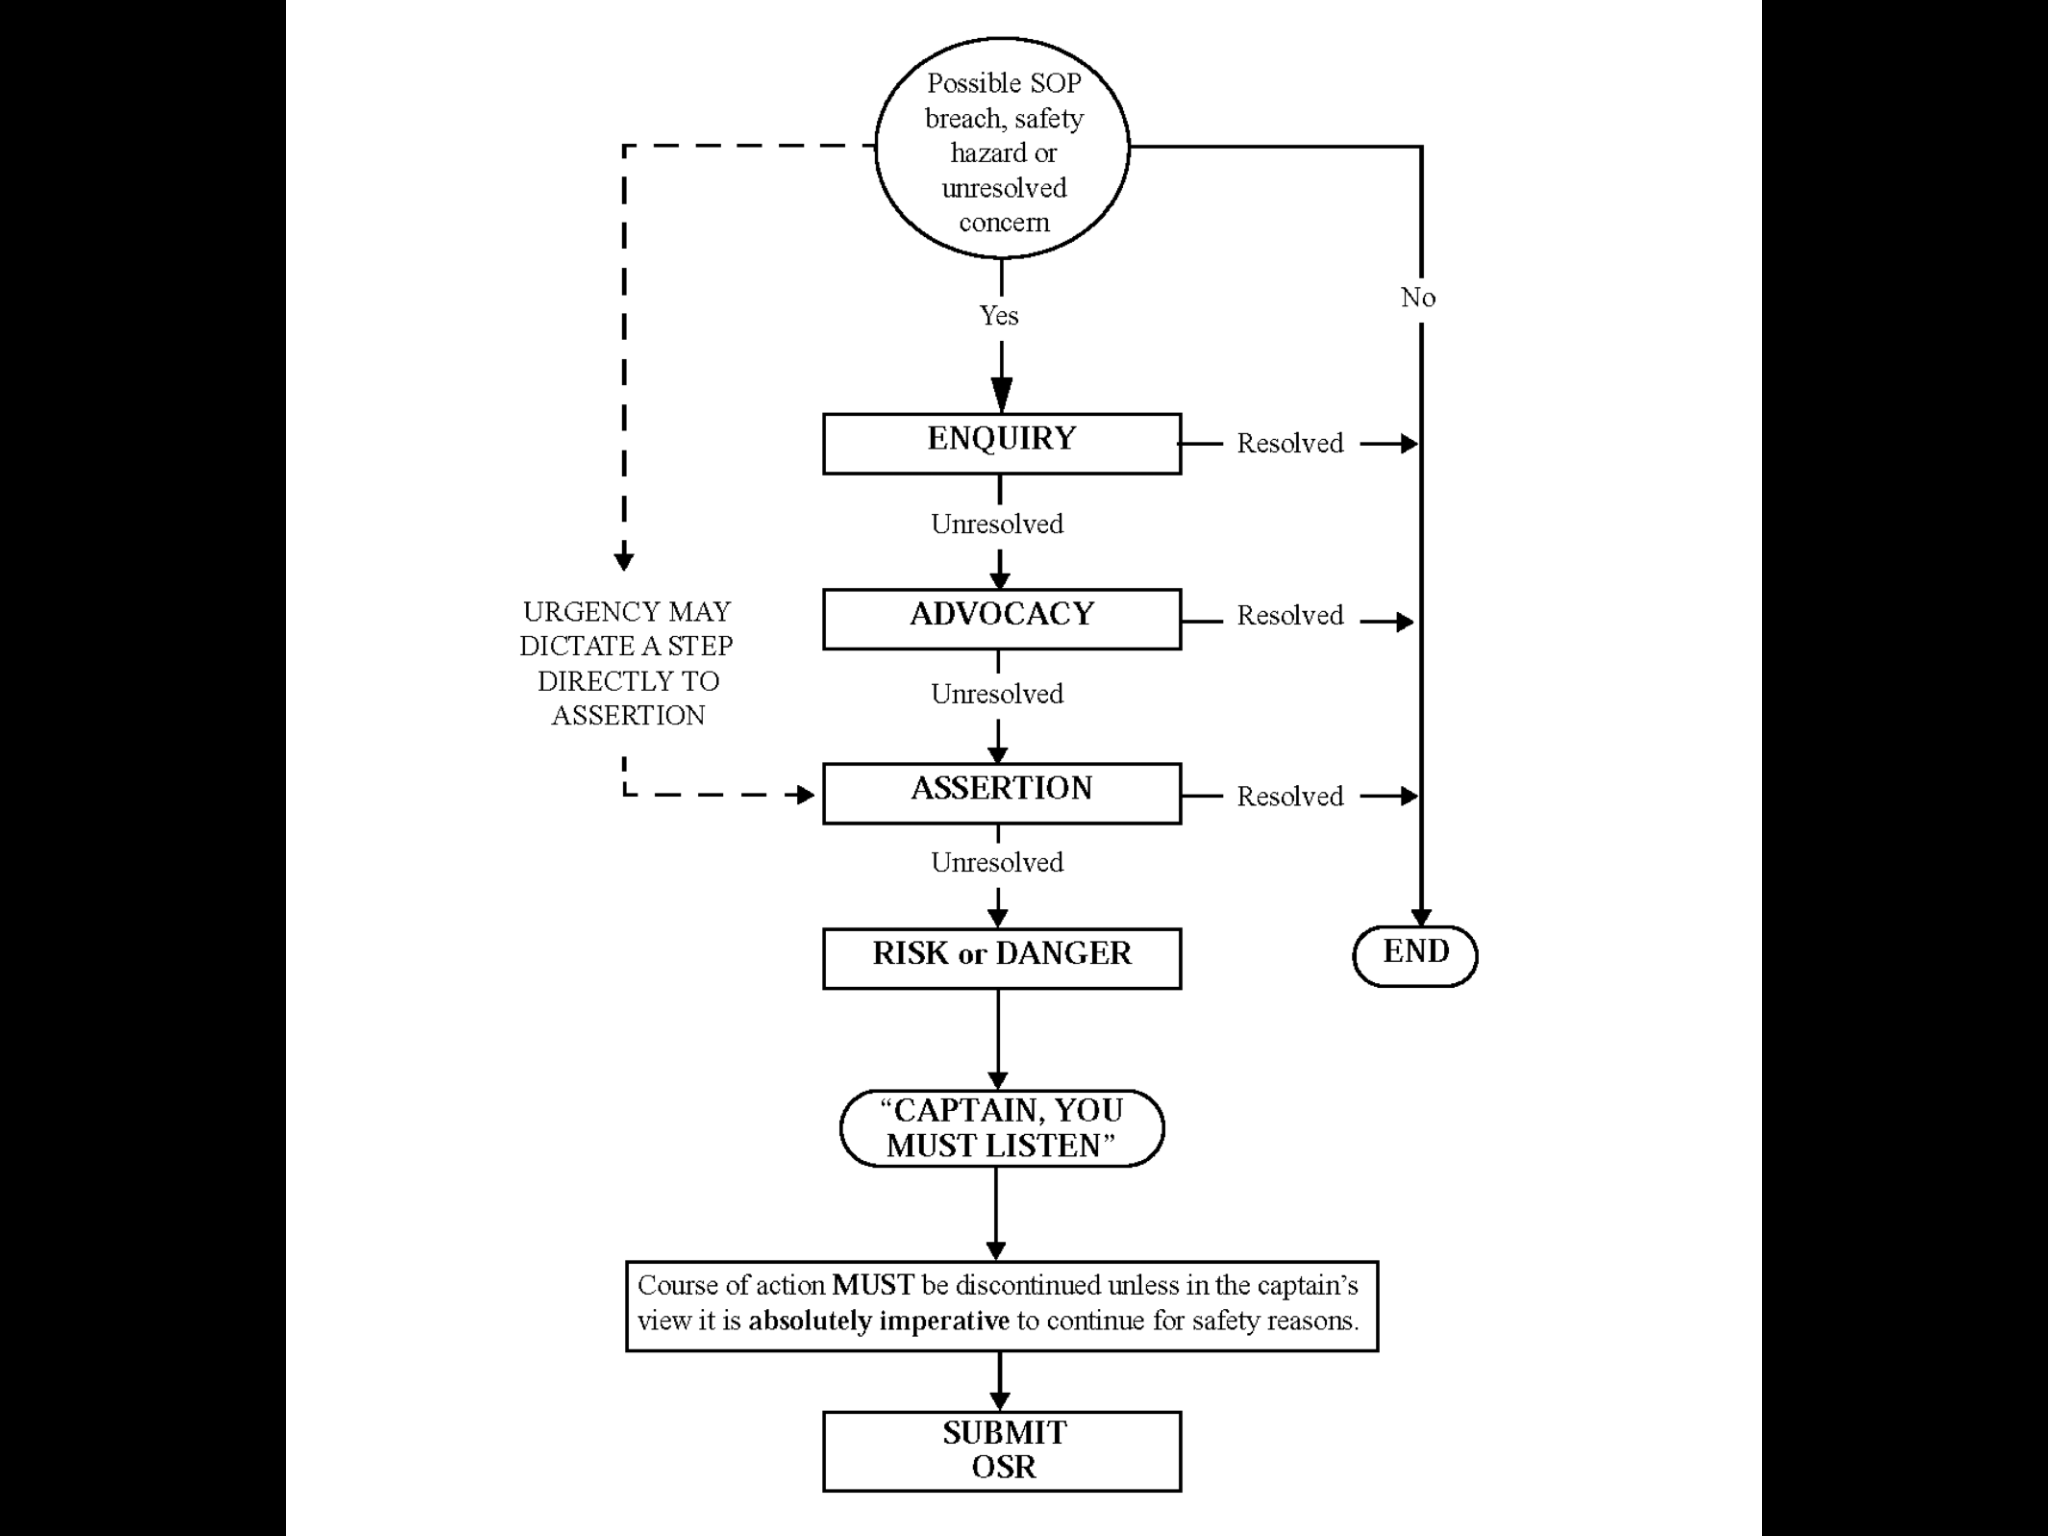 Possible SOP
breach, safety
hazard or
unresolved
concern
No
Yes
ENQUIRY
Resolved
Unresolved
ADVOCACY
Resolved
URGENCY MAY
DICTATE A STEP
DIRECTLY TO
ASSERTION
Unresolved
ASSERTION
Resolved
Unresolved
RISK or DANGER
END
“CAPTAIN, YOU
MUST LISTEN”
Course of action MUST be discontinued unless in the captain’s
view it is absolutely imperative to continue for safety reasons.
SUBMIT
OSR